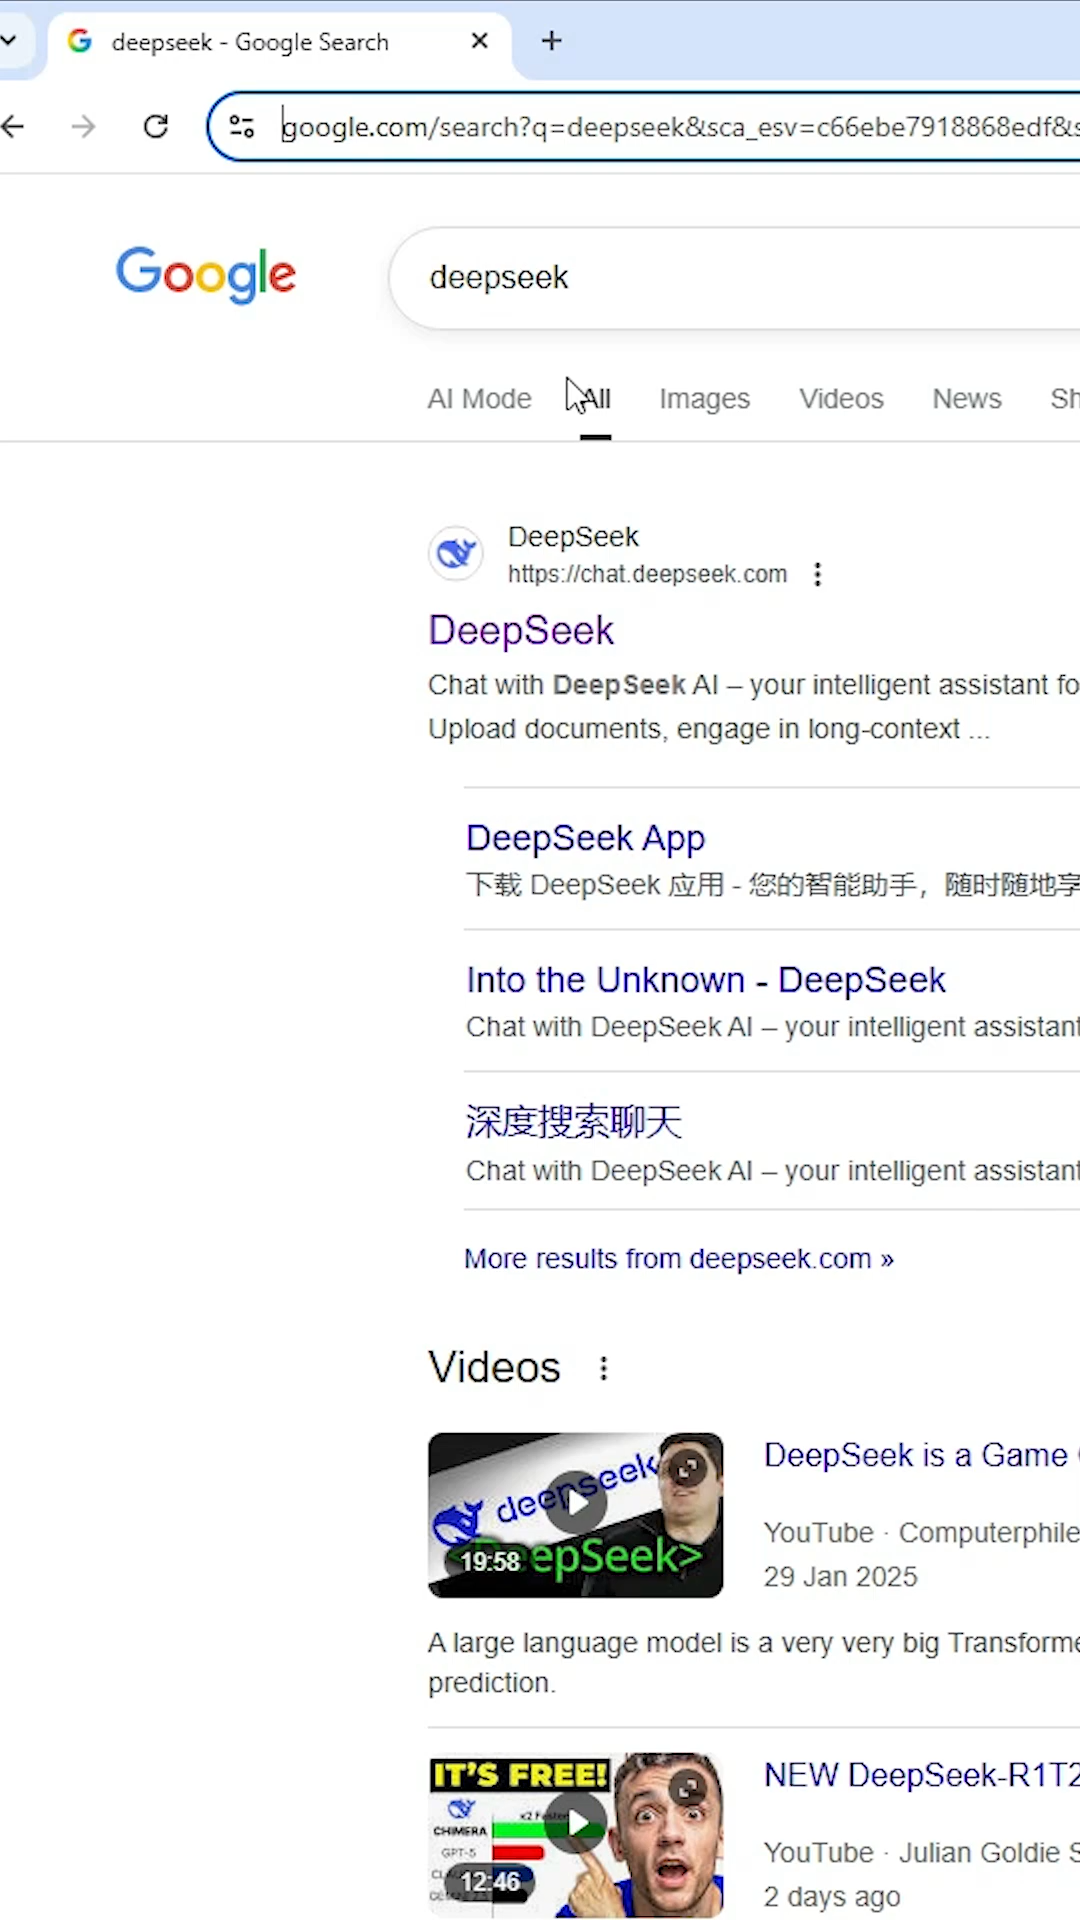 deepseek - Google Search
google.com/search?q=deepseek&sca_esv=c66ebe7918868edf&s
Google
deepseek
AI Mode
All
Images
Videos
News
Sh
DeepSeek
https://chat.deepseek.com
DeepSeek
Chat with DeepSeek AI – your intelligent assistant fo
Upload documents, engage in long-context ...
DeepSeek App
下载 DeepSeek 应用 - 您的智能助手，随时随地享
Into the Unknown - DeepSeek
Chat with DeepSeek AI – your intelligent assistant
深度搜索聊天
Chat with DeepSeek AI – your intelligent assistant
More results from deepseek.com »
Videos
deepseek
19:58
DeepSeek is a Game
YouTube · Computerphile
29 Jan 2025
A large language model is a very very big Transforme
prediction.
IT'S FREE!
x2 Faster
CHIMERA
GPT-5
12:46
NEW DeepSeek-R1T2
YouTube · Julian Goldie S
2 days ago